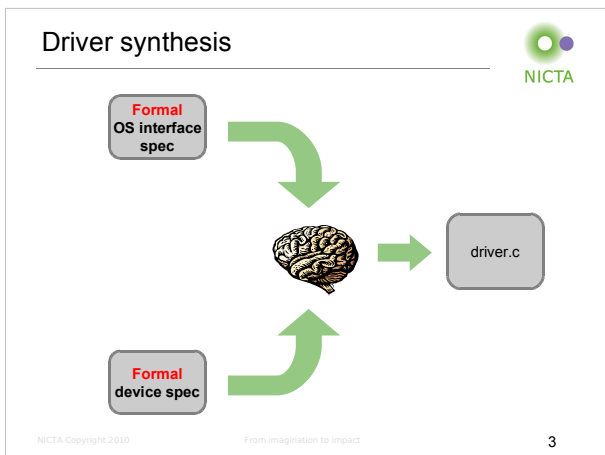 Driver synthesis
NICTA
Formal
OS interface
spec
driver.c
Formal
device spec
NICTA Copyright 2010
From imagination to impact
3